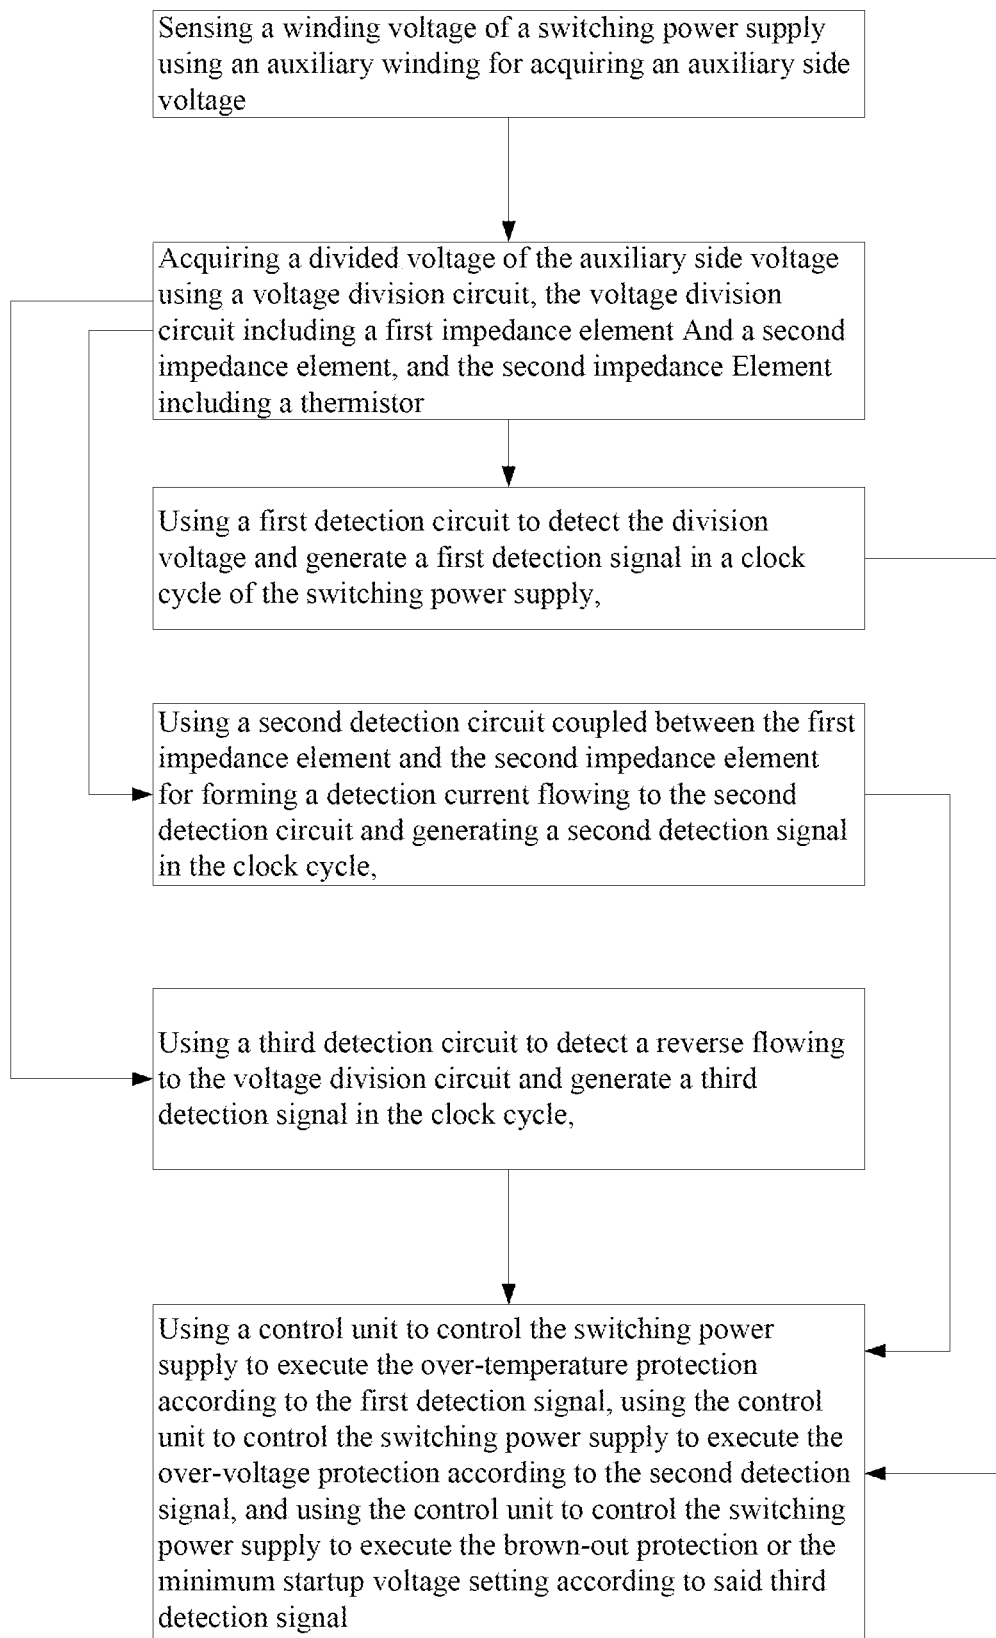 Sensing a winding voltage of a switching power supply
using an auxiliary winding for acquiring an auxiliary side
voltage
Acquiring a divided voltage of the auxiliary side voltage
using a voltage division circuit, the voltage division
circuit including a first impedance element And a second
impedance element, and the second impedance Element
including a thermistor
Using a first detection circuit to detect the division
voltage and generate a first detection signal in a clock
cycle of the switching power supply,
Using a second detection circuit coupled between the first
impedance element and the second impedance element
for forming a detection current flowing to the second
detection circuit and generating a second detection signal
in the clock cycle,
Using a third detection circuit to detect a reverse flowing
to the voltage division circuit and generate a third
detection signal in the clock cycle,
Using a control unit to control the switching power
supply to execute the over-temperature protection
according to the first detection signal, using the control
unit to control the switching power supply to execute the
over-voltage protection according to the second detection
signal, and using the control unit to control the switching
power supply to execute the brown-out protection or the
minimum startup voltage setting according to said third
detection signal